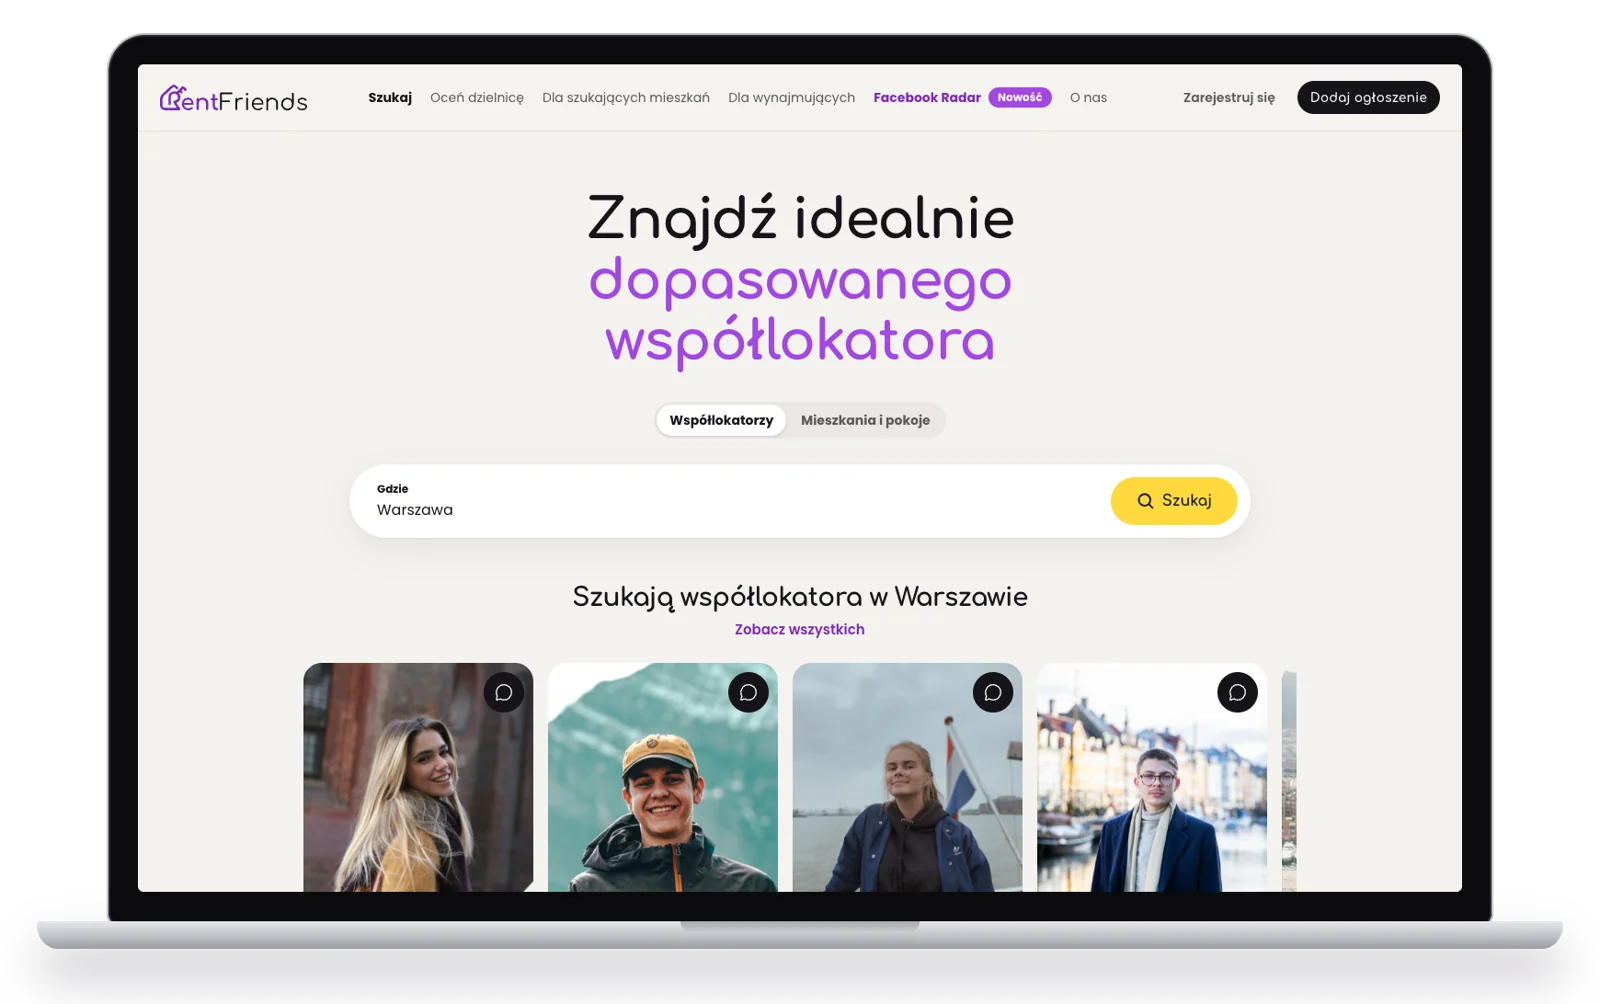 RentFriends
Szukaj
Oceń dzielnicę
Dla szukających mieszkań
Dla wynajmujących
Facebook Radar
Nowość
O nas
Zarejestruj się
Dodaj ogłoszenie
Znajdź idealnie
dopasowanego
współlokatora
Współlokatorzy
Mieszkania i pokoje
Gdzie
Warszawa
Szukaj
Szukają współlokatora w Warszawie
Zobacz wszystkich